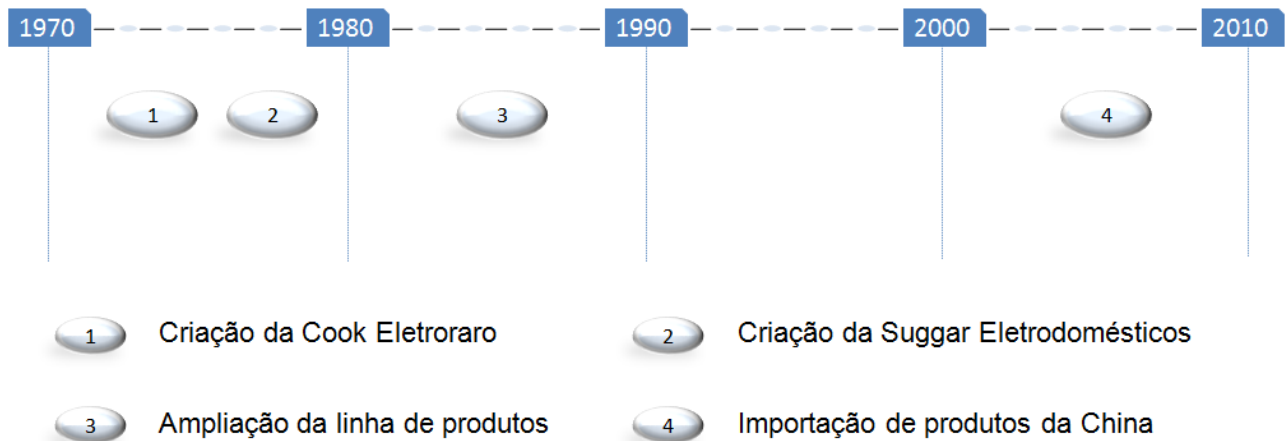 1970 1980 1990 2000 2010
1 2 3 4
1 Criação da Cook Eletroraro 2 Criação da Suggar Eletrodomésticos
3 Ampliação da linha de produtos 4 Importação de produtos da China